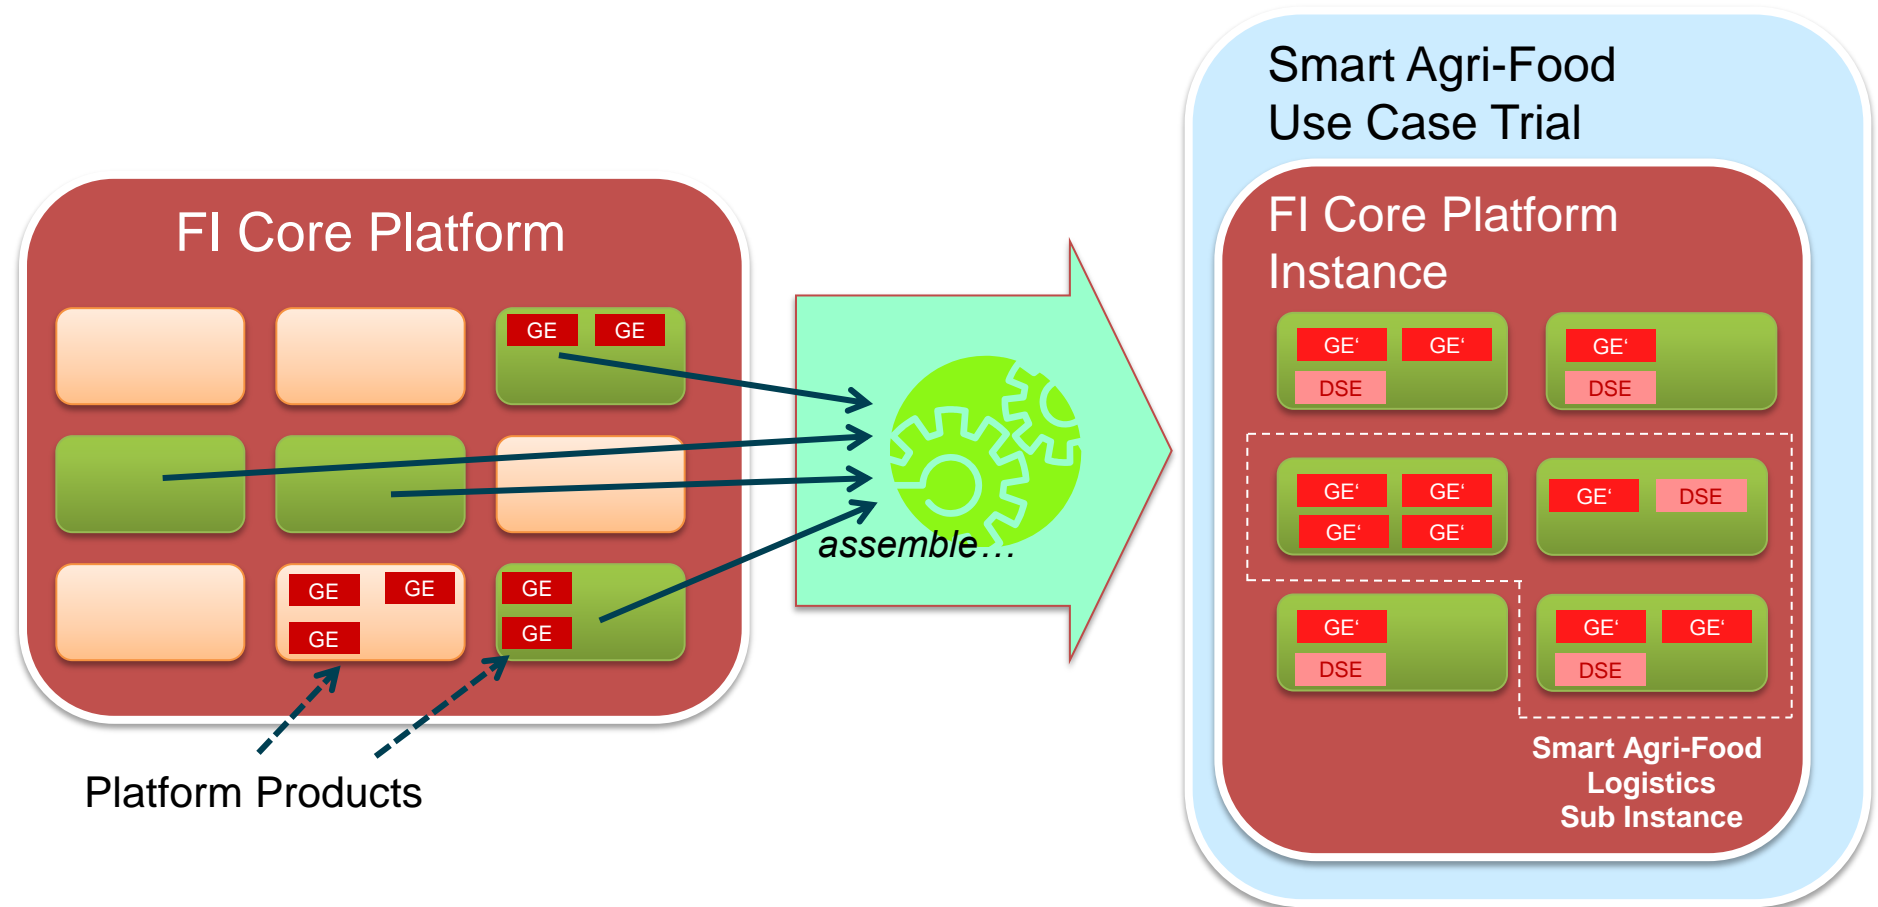 Smart Agri-Food
Use Case Trial
FI Core Platform
FI Core Platform
Instance
GE GE
GE GE
GE
GE
GE
Platform Products
assemble…
GE‘ GE‘
DSE
GE‘
DSE
GE‘ GE‘
GE‘ GE‘
GE‘ DSE
GE‘
DSE
GE‘ GE‘
DSE
Smart Agri-Food
Logistics
Sub Instance